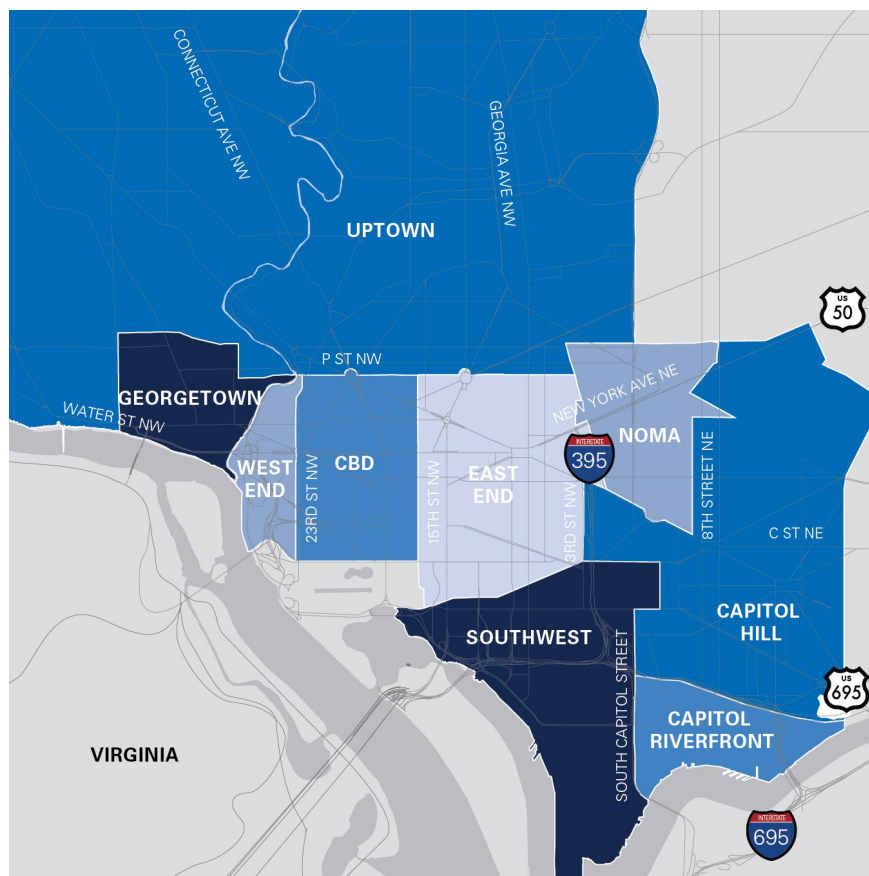 CONNECTICUT AVE NW
GEORGIA AVE NW
UPTOWN
US
50
P ST NW
GEORGETOWN
WATER ST NW
NEW YORK AVE NE
NOMA
WEST
END
23RD ST NW
CBD
15TH ST NW
EAST
END
3RD ST NW
INTERSTATE
395
8TH STREET NE
C ST NE
CAPITOL
HILL
SOUTHWEST
SOUTH CAPITOL STREET
US
695
CAPITOL
RIVERFRONT
VIRGINIA
INTERSTATE
695